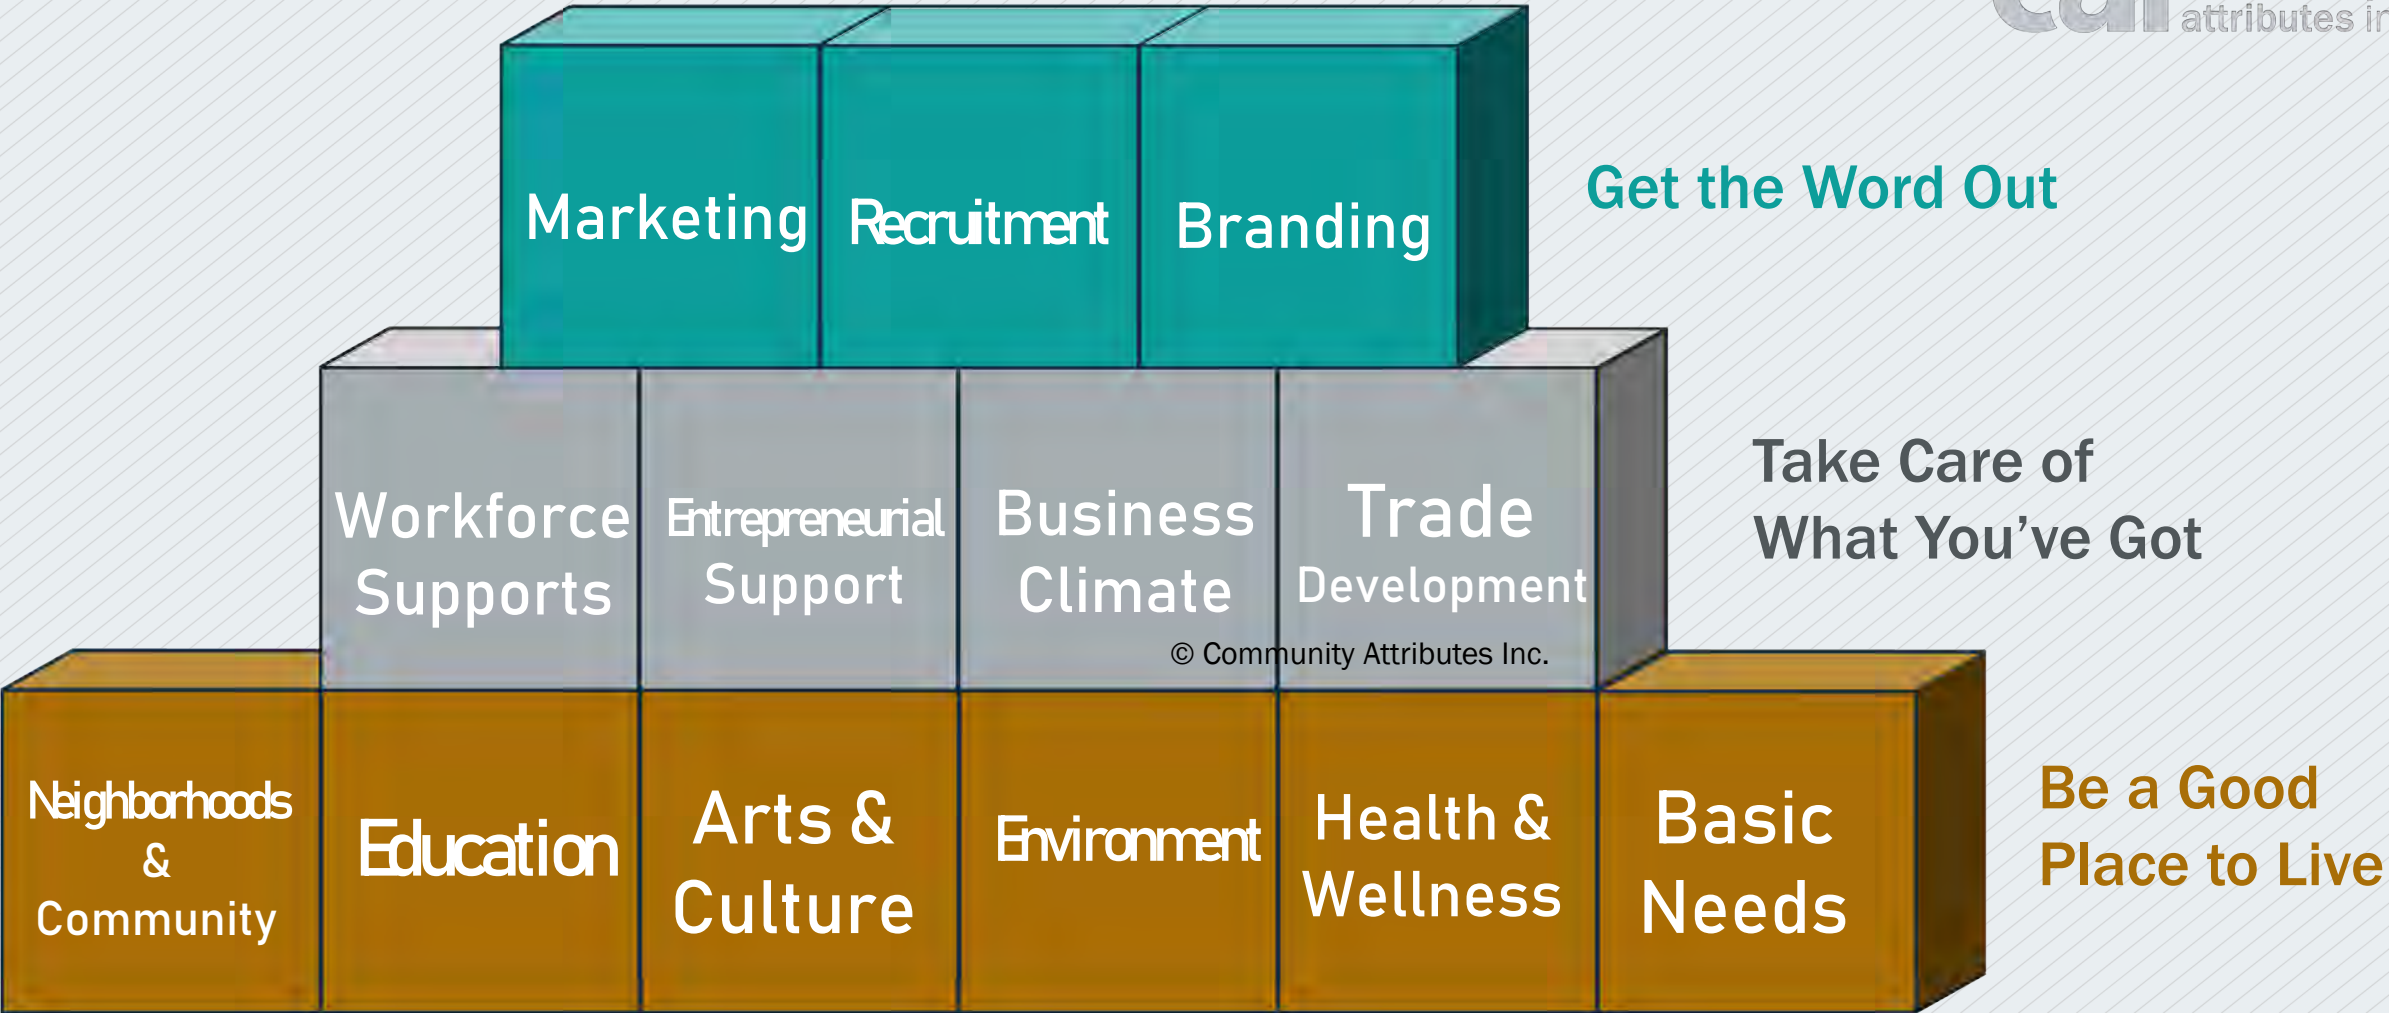 attributes
Marketing
Recruitment
Branding
Get the Word Out
Workforce
Supports
Entrepreneurial
Support
Business
Climate
Trade
Development
Take Care of
What You’ve Got
© Community Attributes Inc.
Neighborhoods
&
Community
Education
Arts &
Culture
Environment
Health &
Wellness
Basic
Needs
Be a Good
Place to Live